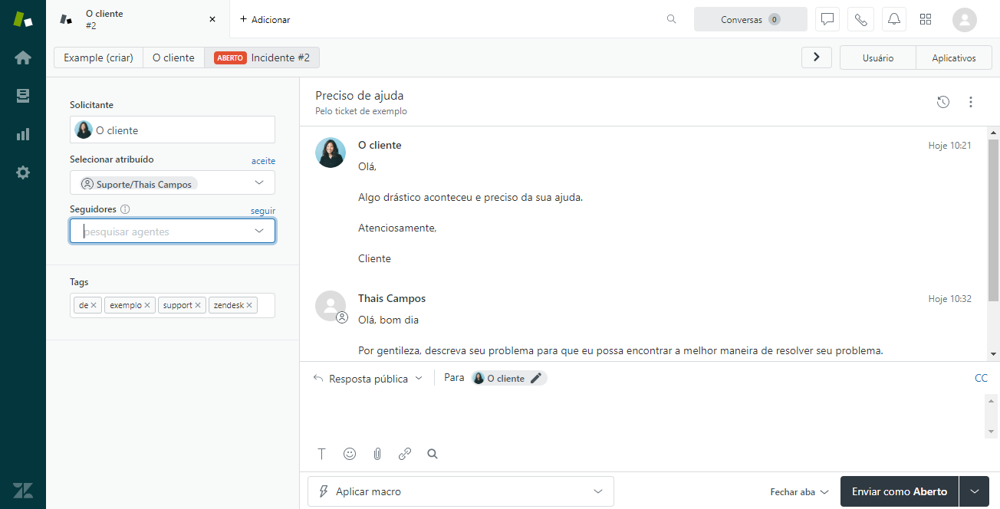 O cliente
#2
+ Adicionar
Conversas 0
Example (criar)
O cliente
ABERTO Incidente #2
Usuário
Aplicativos
Solicitante
O cliente
Selecionar atribuído
aceite
Suporte/Thais Campos
Seguidores
seguir
pesquisar agentes
Tags
de
exemplo
support
zendesk
Preciso de ajuda
Pelo ticket de exemplo
O cliente
Hoje 10:21
Olá,
Algo drástico aconteceu e preciso da sua ajuda.
Atenciosamente,
Cliente
Thais Campos
Hoje 10:32
Olá, bom dia
Por gentileza, descreva seu problema para que eu possa encontrar a melhor maneira de resolver seu problema.
Resposta pública
Para
O cliente
CC
Aplicar macro
Fechar aba
Enviar como Aberto